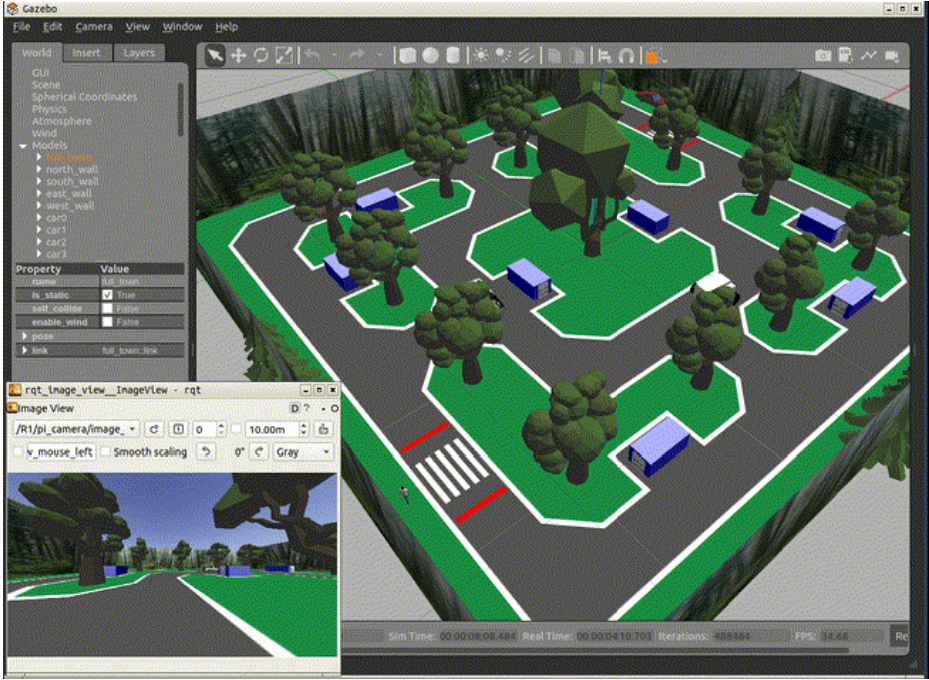 Gazebo
File Edit Camera View Window Help
World Insert Layers
GUI
Scene
Spherical Coordinates
Physics
Atmosphere
Wind
Models
full_town
north_wall
south_wall
east_wall
west_wall
car0
car1
car2
car3
Property Value
name full_town
is_static True
self_collide False
enable_wind False
pose
link full_town::link
rqt_image_view__ImageView - rqt
Image View D ? - O
/R1/pi_camera/image_ 0 10.00m
v_mouse_left Smooth scaling 0° Gray
Sim Time: 00 00:08:08.484 Real Time: 00 00:04:10.703 Iterations: 488484 FPS: 34.68 Re